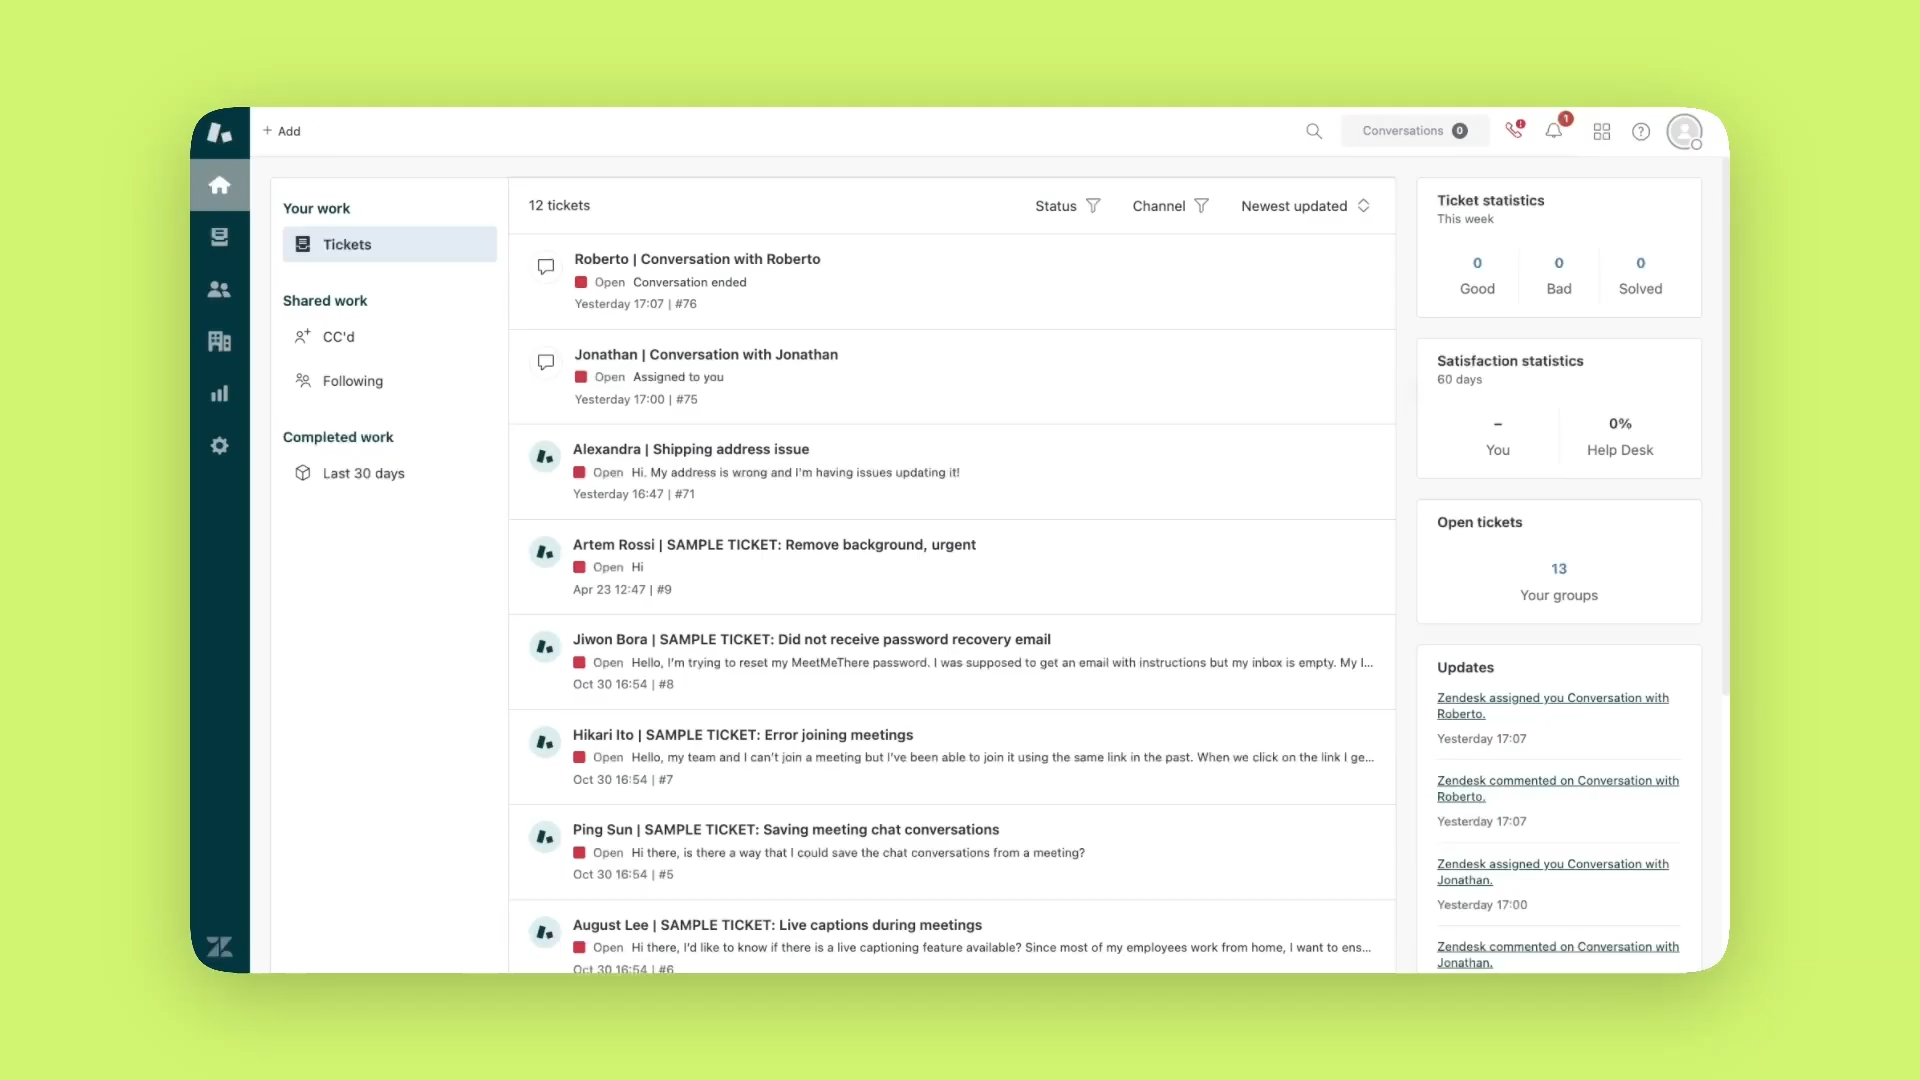 + Add
Conversations 0
1
Your work
Tickets
Shared work
CC'd
Following
Completed work
Last 30 days
12 tickets
Status
Channel
Newest updated
Roberto | Conversation with Roberto
Open Conversation ended
Yesterday 17:07 | #76
Jonathan | Conversation with Jonathan
Open Assigned to you
Yesterday 17:00 | #75
Alexandra | Shipping address issue
Open Hi. My address is wrong and I'm having issues updating it!
Yesterday 16:47 | #71
Artem Rossi | SAMPLE TICKET: Remove background, urgent
Open Hi
Apr 23 12:47 | #9
Jiwon Bora | SAMPLE TICKET: Did not receive password recovery email
Open Hello, I'm trying to reset my MeetMeThere password. I was supposed to get an email with instructions but my inbox is empty. My l...
Oct 30 16:54 | #8
Hikari Ito | SAMPLE TICKET: Error joining meetings
Open Hello, my team and I can't join a meeting but I've been able to join it using the same link in the past. When we click on the link I ge...
Oct 30 16:54 | #7
Ping Sun | SAMPLE TICKET: Saving meeting chat conversations
Open Hi there, is there a way that I could save the chat conversations from a meeting?
Oct 30 16:54 | #5
August Lee | SAMPLE TICKET: Live captions during meetings
Open Hi there, I'd like to know if there is a live captioning feature available? Since most of my employees work from home, I want to ens...
Oct 30 16:54 | #6
Ticket statistics
This week
0 0 0
Good Bad Solved
Satisfaction statistics
60 days
– 0%
You Help Desk
Open tickets
13
Your groups
Updates
Zendesk assigned you Conversation with
Roberto.
Yesterday 17:07
Zendesk commented on Conversation with
Roberto.
Yesterday 17:07
Zendesk assigned you Conversation with
Jonathan.
Yesterday 17:00
Zendesk commented on Conversation with
Jonathan.